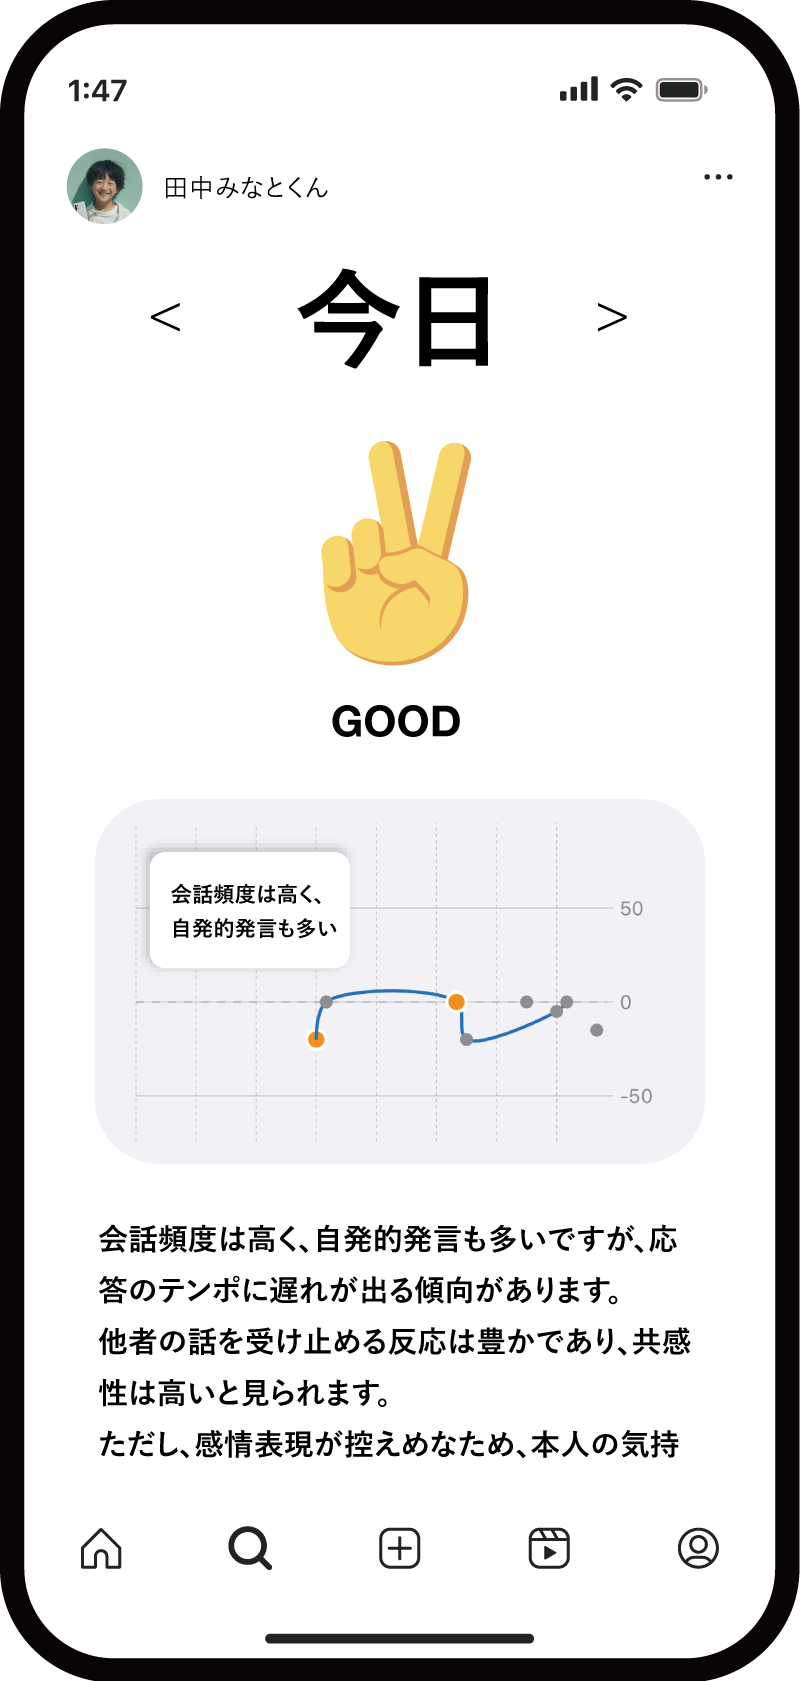 1:47
田中みなとくん
< 今日 >
GOOD
会話頻度は高く、
自発的発言も多い
50
0
-50
会話頻度は高く、自発的発言も多いですが、応
答のテンポに遅れが出る傾向があります。
他者の話を受け止める反応は豊かであり、共感
性は高いと見られます。
ただし、感情表現が控えめなため、本人の気持